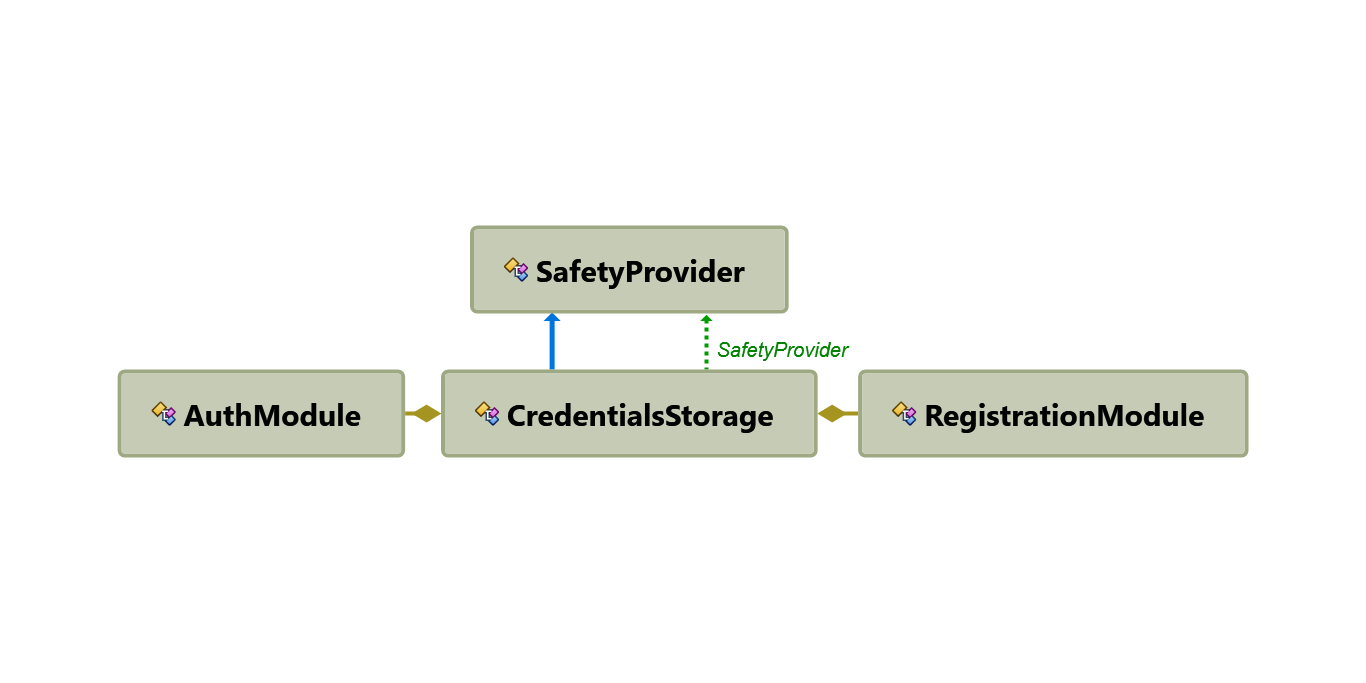 SafetyProvider
SafetyProvider
AuthModule
CredentialsStorage
RegistrationModule